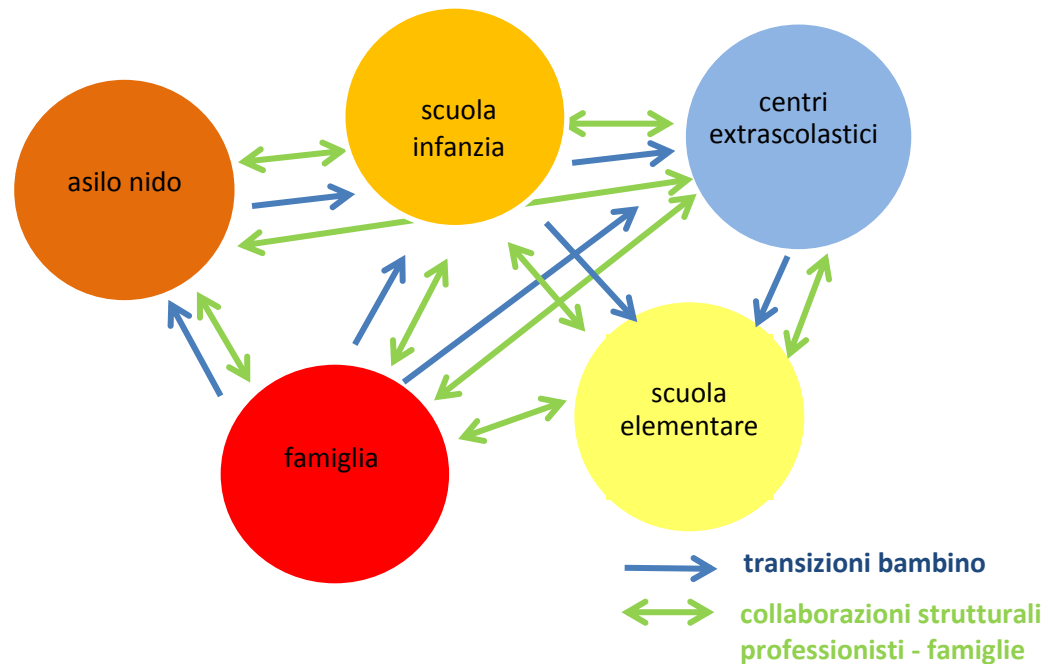 asilo nido
scuola
infanzia
centri
extrascolastici
famiglia
scuola
elementare
transizioni bambino
collaborazioni strutturali
professionisti - famiglie